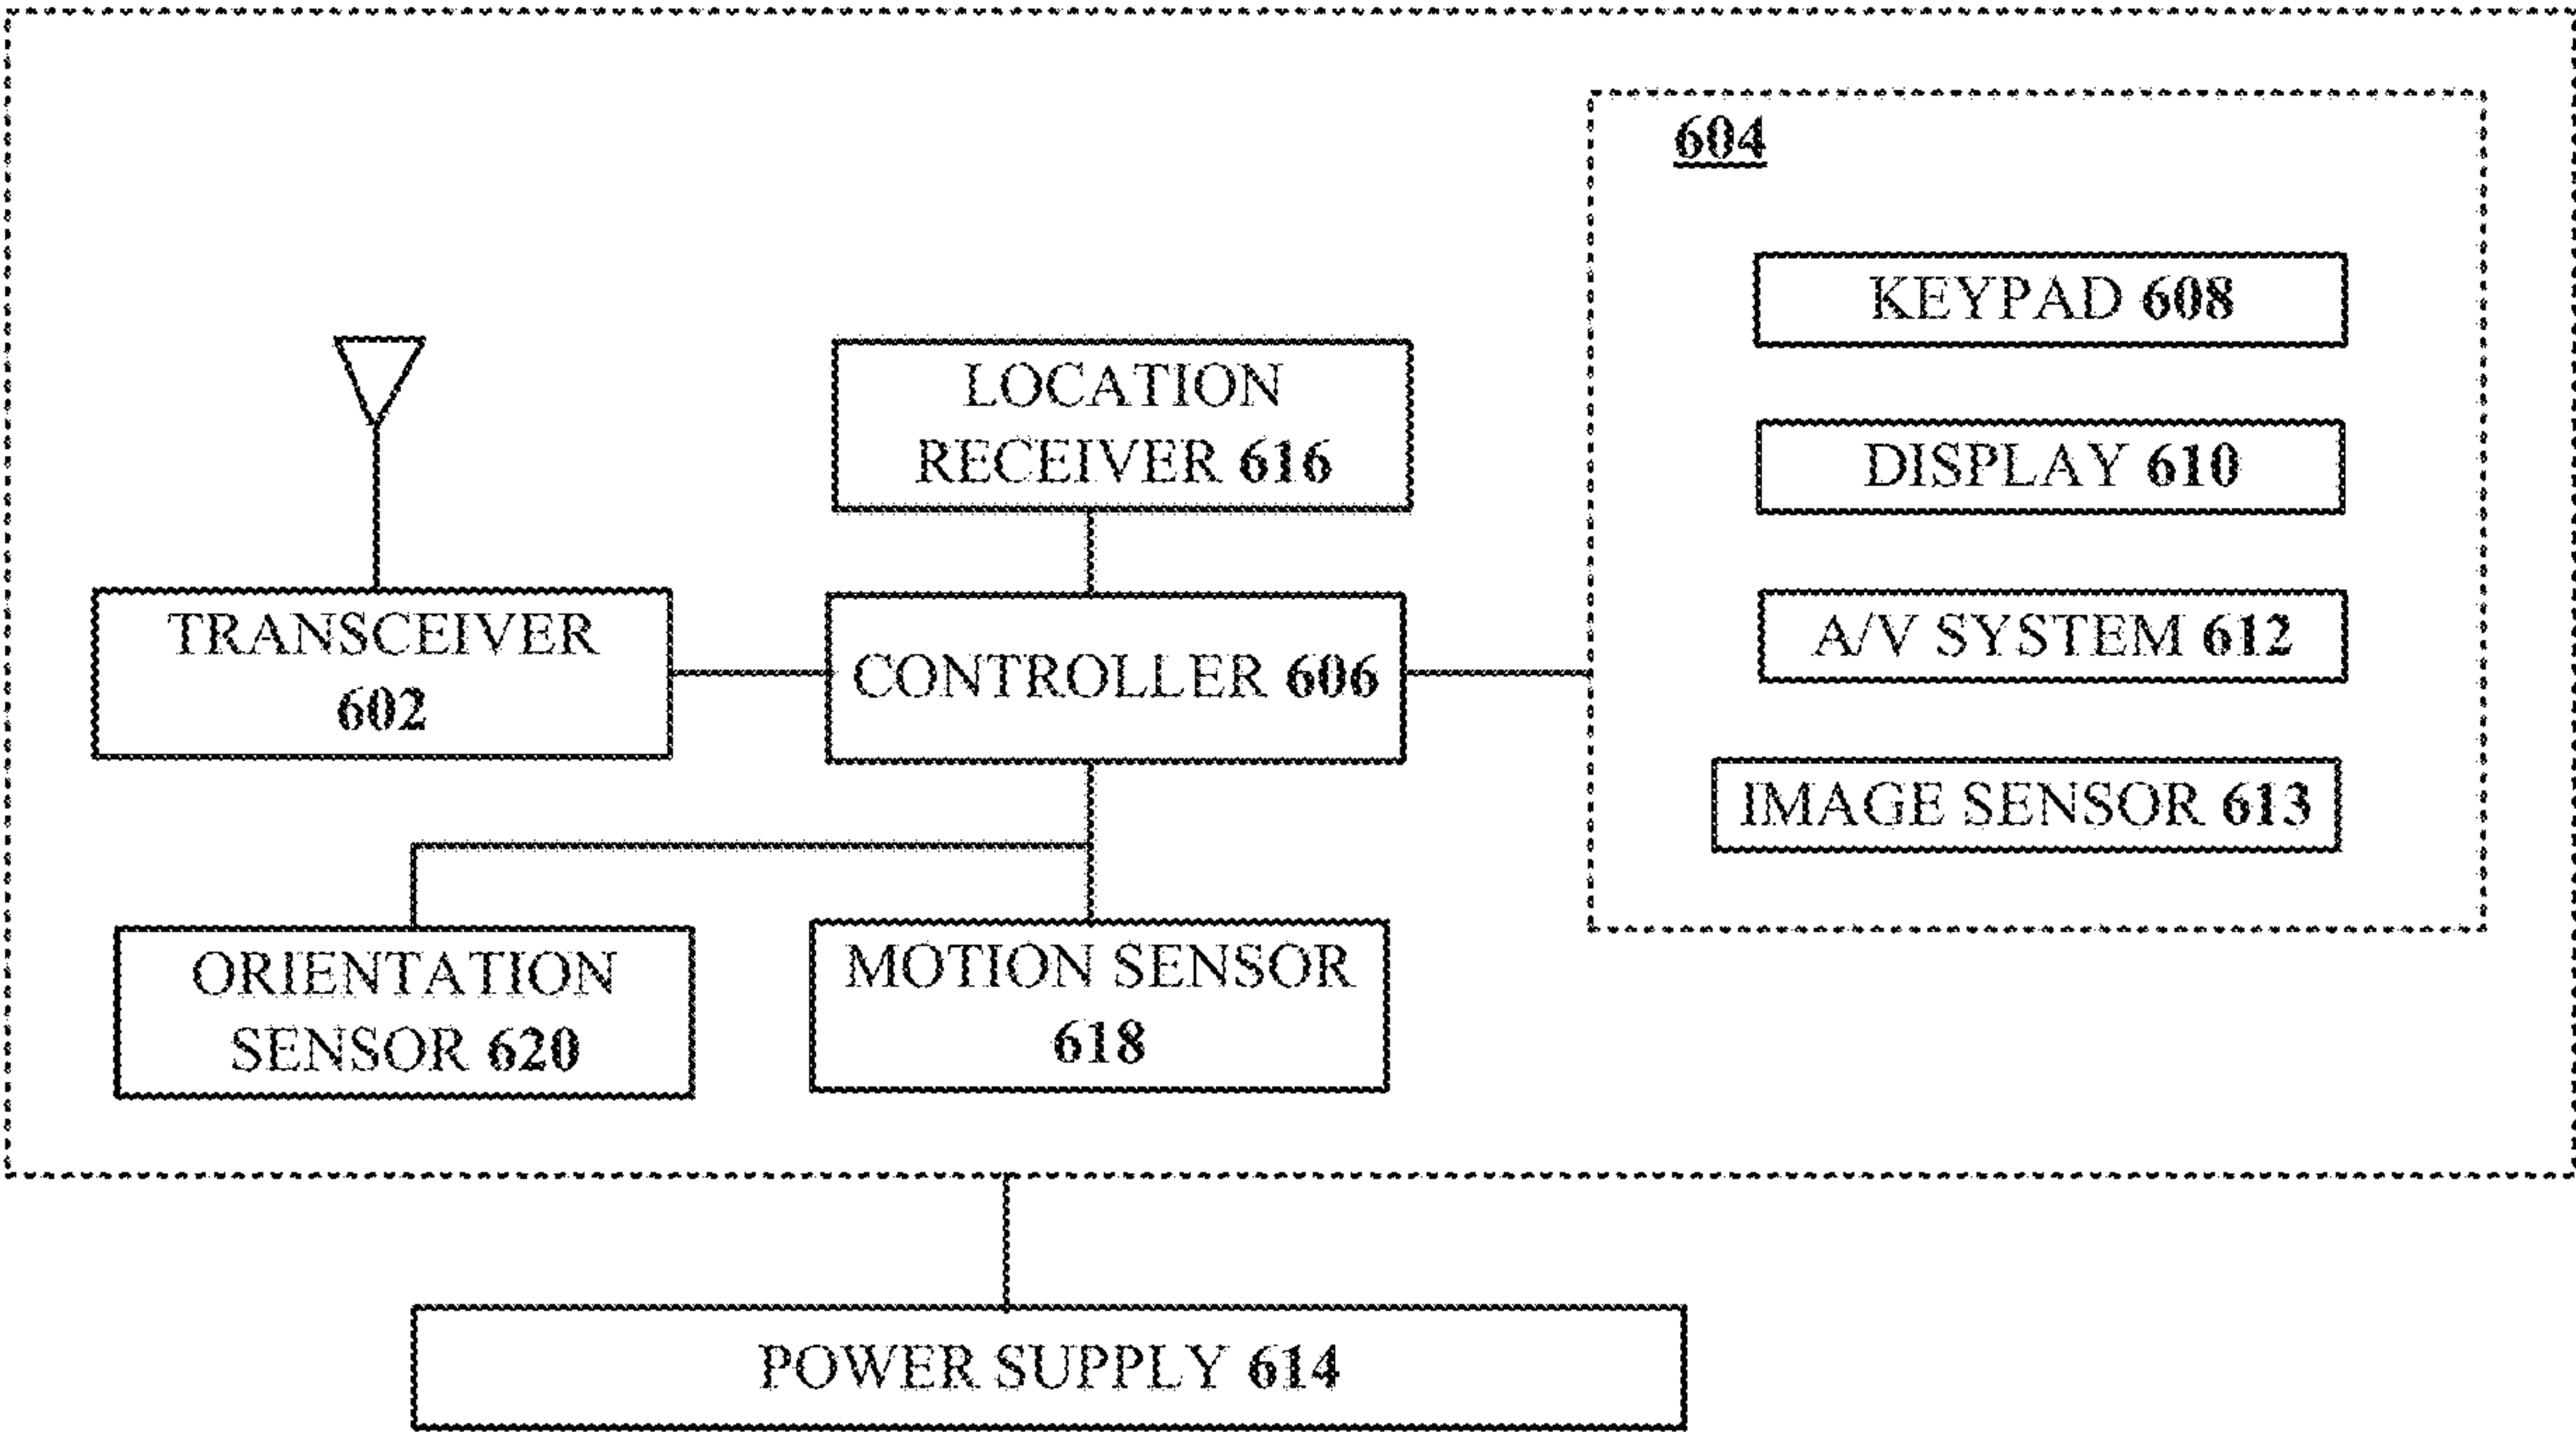 604
KEYPAD 608
LOCATION
RECEIVER 616
DISPLAY 610
TRANSCEIVER
602
CONTROLLER 606
A/V SYSTEM 612
IMAGE SENSOR 613
ORIENTATION
SENSOR 620
MOTION SENSOR
618
POWER SUPPLY 614